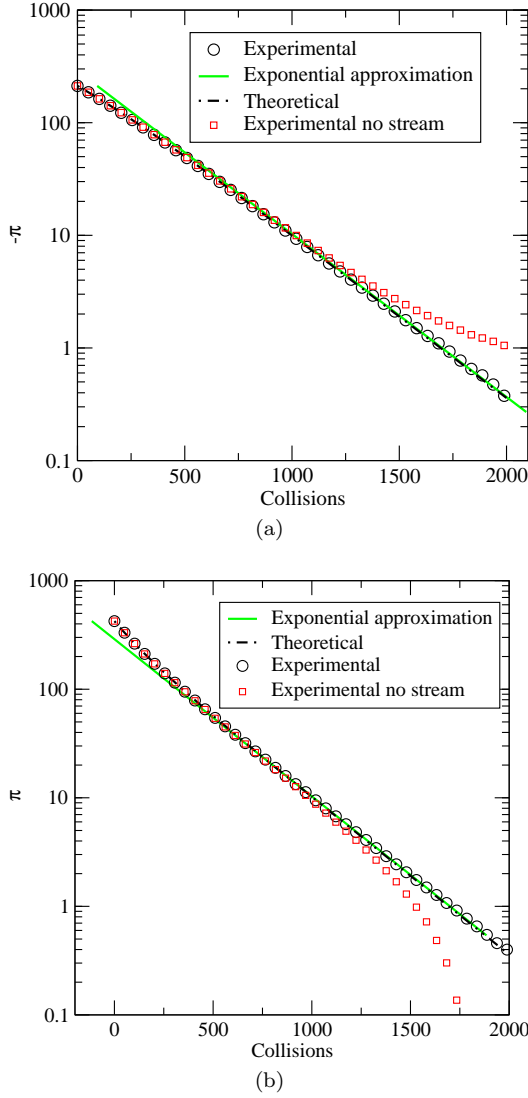 1000
100
10
1
0.1
-π
Experimental
Exponential approximation
Theoretical
Experimental no stream
0 500 1000 1500 2000
Collisions
(a)
1000
100
10
1
0.1
π
Exponential approximation
Theoretical
Experimental
Experimental no stream
0 500 1000 1500 2000
Collisions
(b)